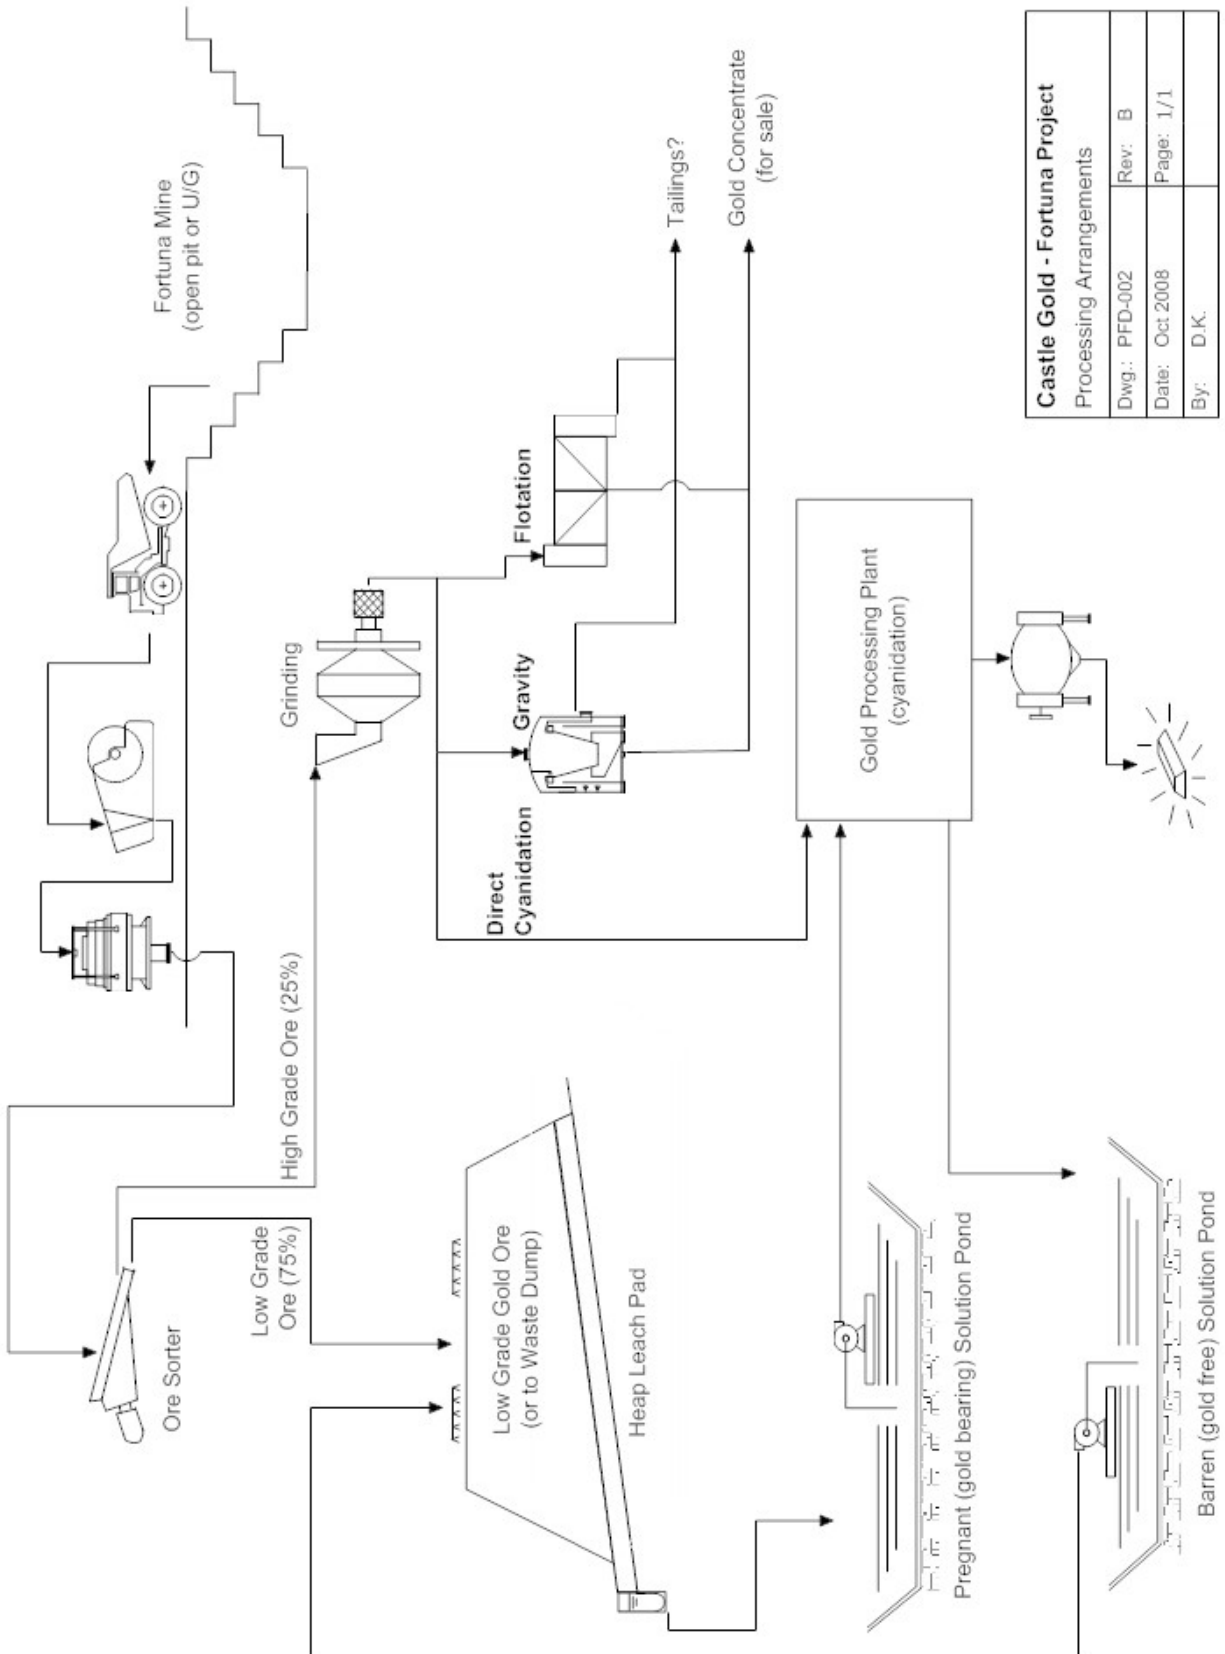 Fortuna Mine
(open pit or U/G)
Ore Sorter
Low Grade
Ore (75%)
High Grade Ore (25%)
Grinding
Direct
Cyanidation
Gravity
Flotation
Tailings?
Gold Concentrate
(for sale)
Low Grade Gold Ore
(or to Waste Dump)
Heap Leach Pad
Gold Processing Plant
(cyanidation)
Pregnant (gold bearing) Solution Pond
Barren (gold free) Solution Pond
Castle Gold - Fortuna Project
Processing Arrangements
Dwg.: PFD-002 Rev: B
Date: Oct 2008 Page: 1/1
By: D.K.